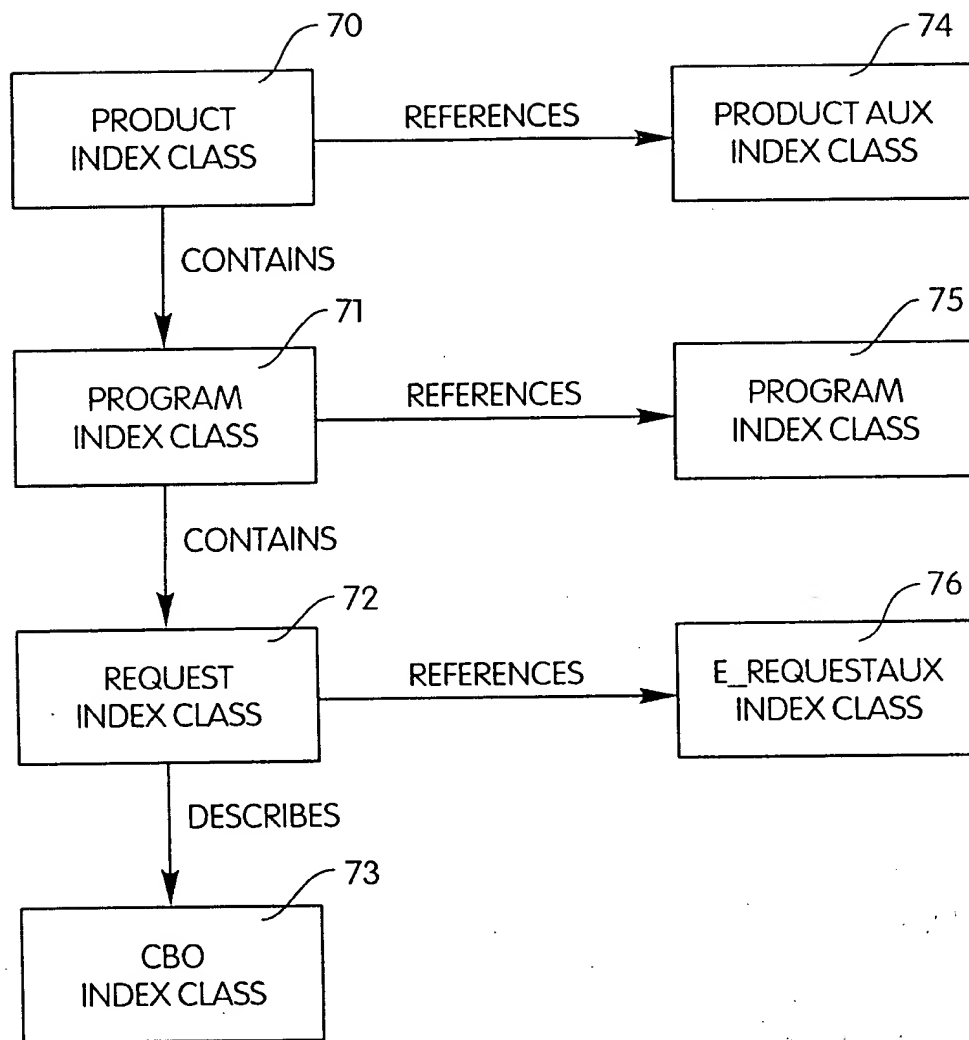 70
74
PRODUCT
INDEX CLASS
REFERENCES
PRODUCT AUX
INDEX CLASS
CONTAINS
71
75
PROGRAM
INDEX CLASS
REFERENCES
PROGRAM
INDEX CLASS
CONTAINS
72
76
REQUEST
INDEX CLASS
REFERENCES
E_REQUESTAUX
INDEX CLASS
DESCRIBES
73
CBO
INDEX CLASS